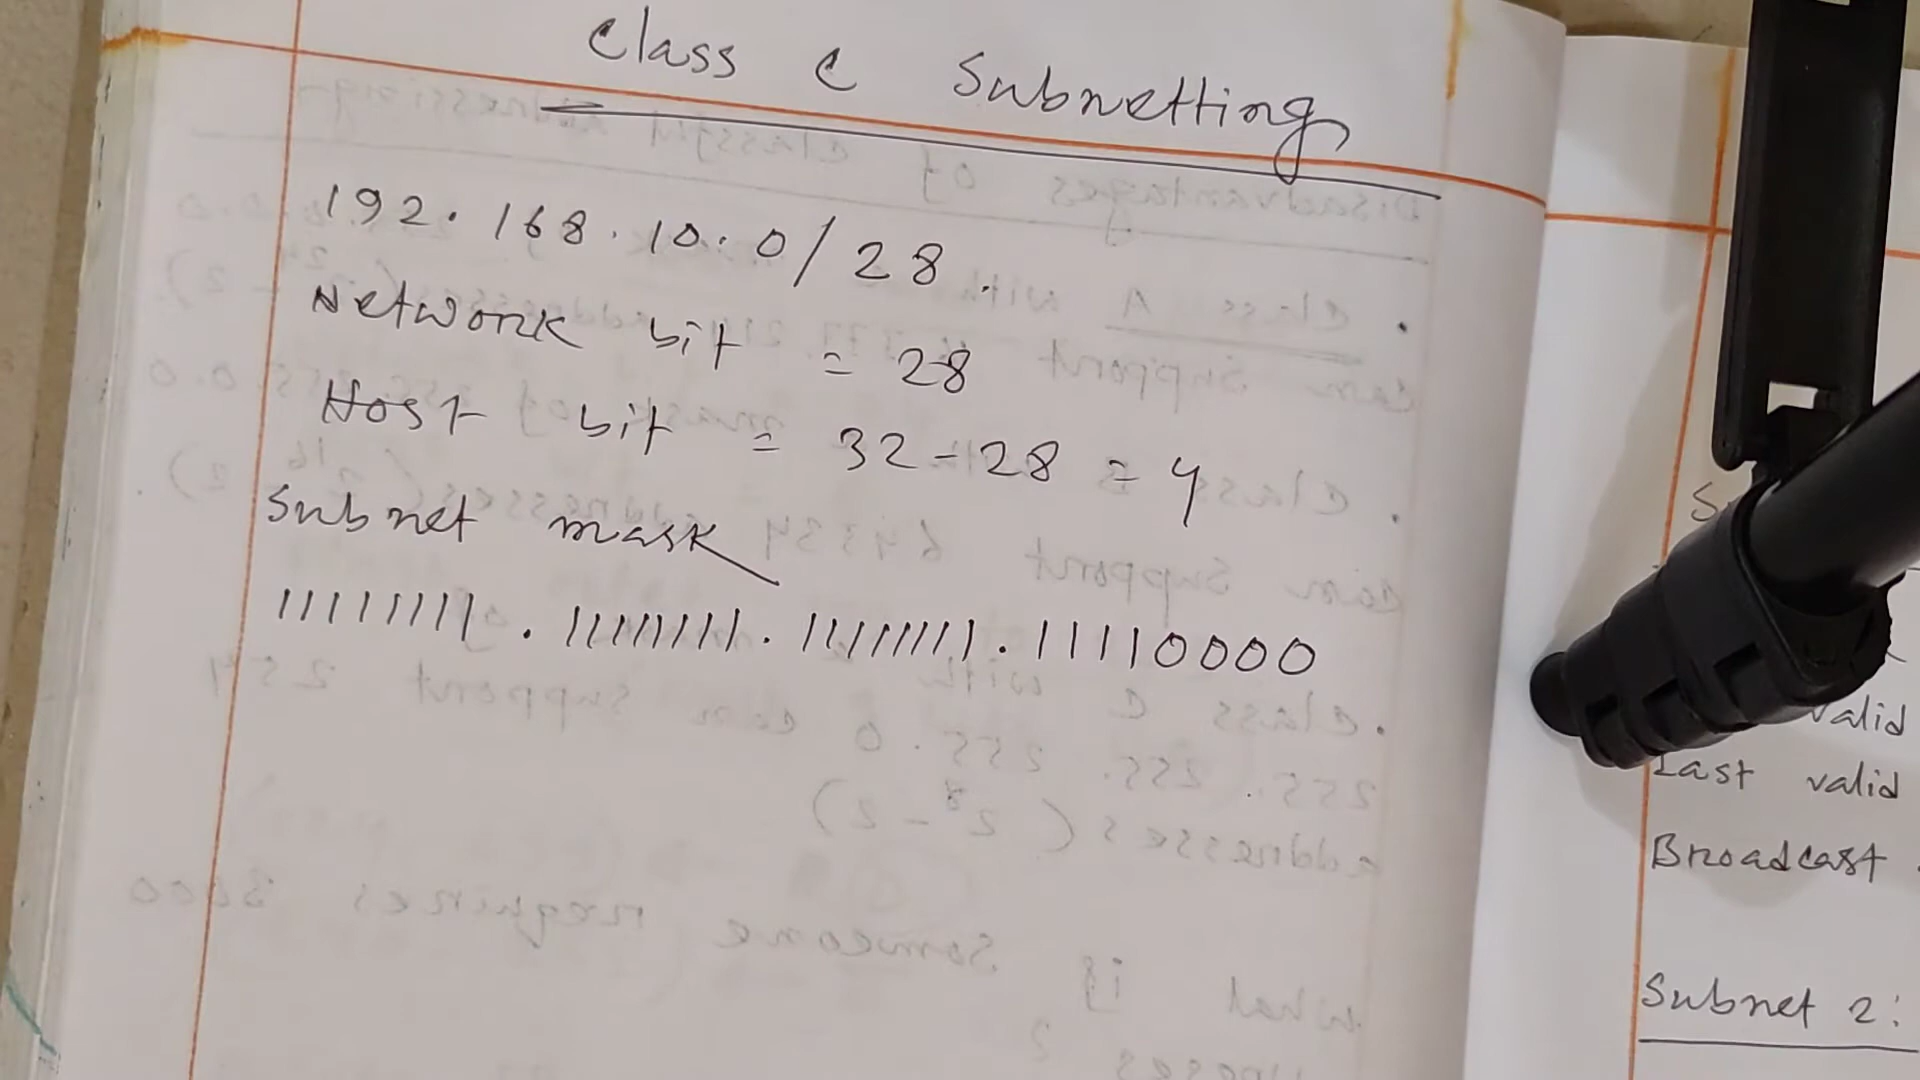 Class C Subnetting
192.168.10.0/28.
Network bit = 28
Host bit = 32-28 = 4
Subnet mask
11111111.11111111.11111111.11110000
valid
Last valid
Broadcast
Subnet 2: